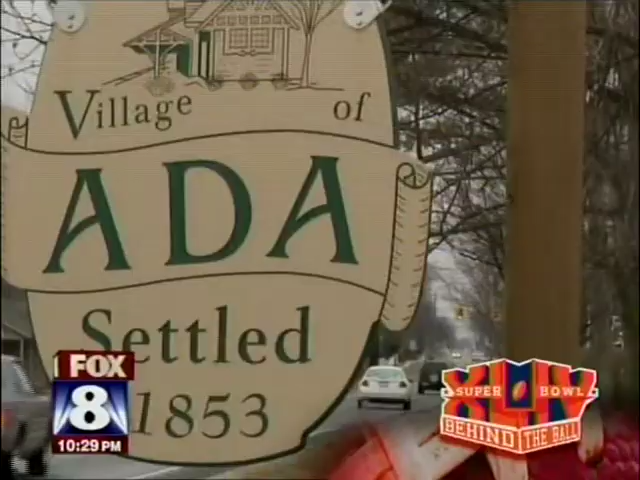 Village of
ADA
Settled
1853
FOX
8
10:29 PM
XLIV
SUPER BOWL
BEHIND THE BALL